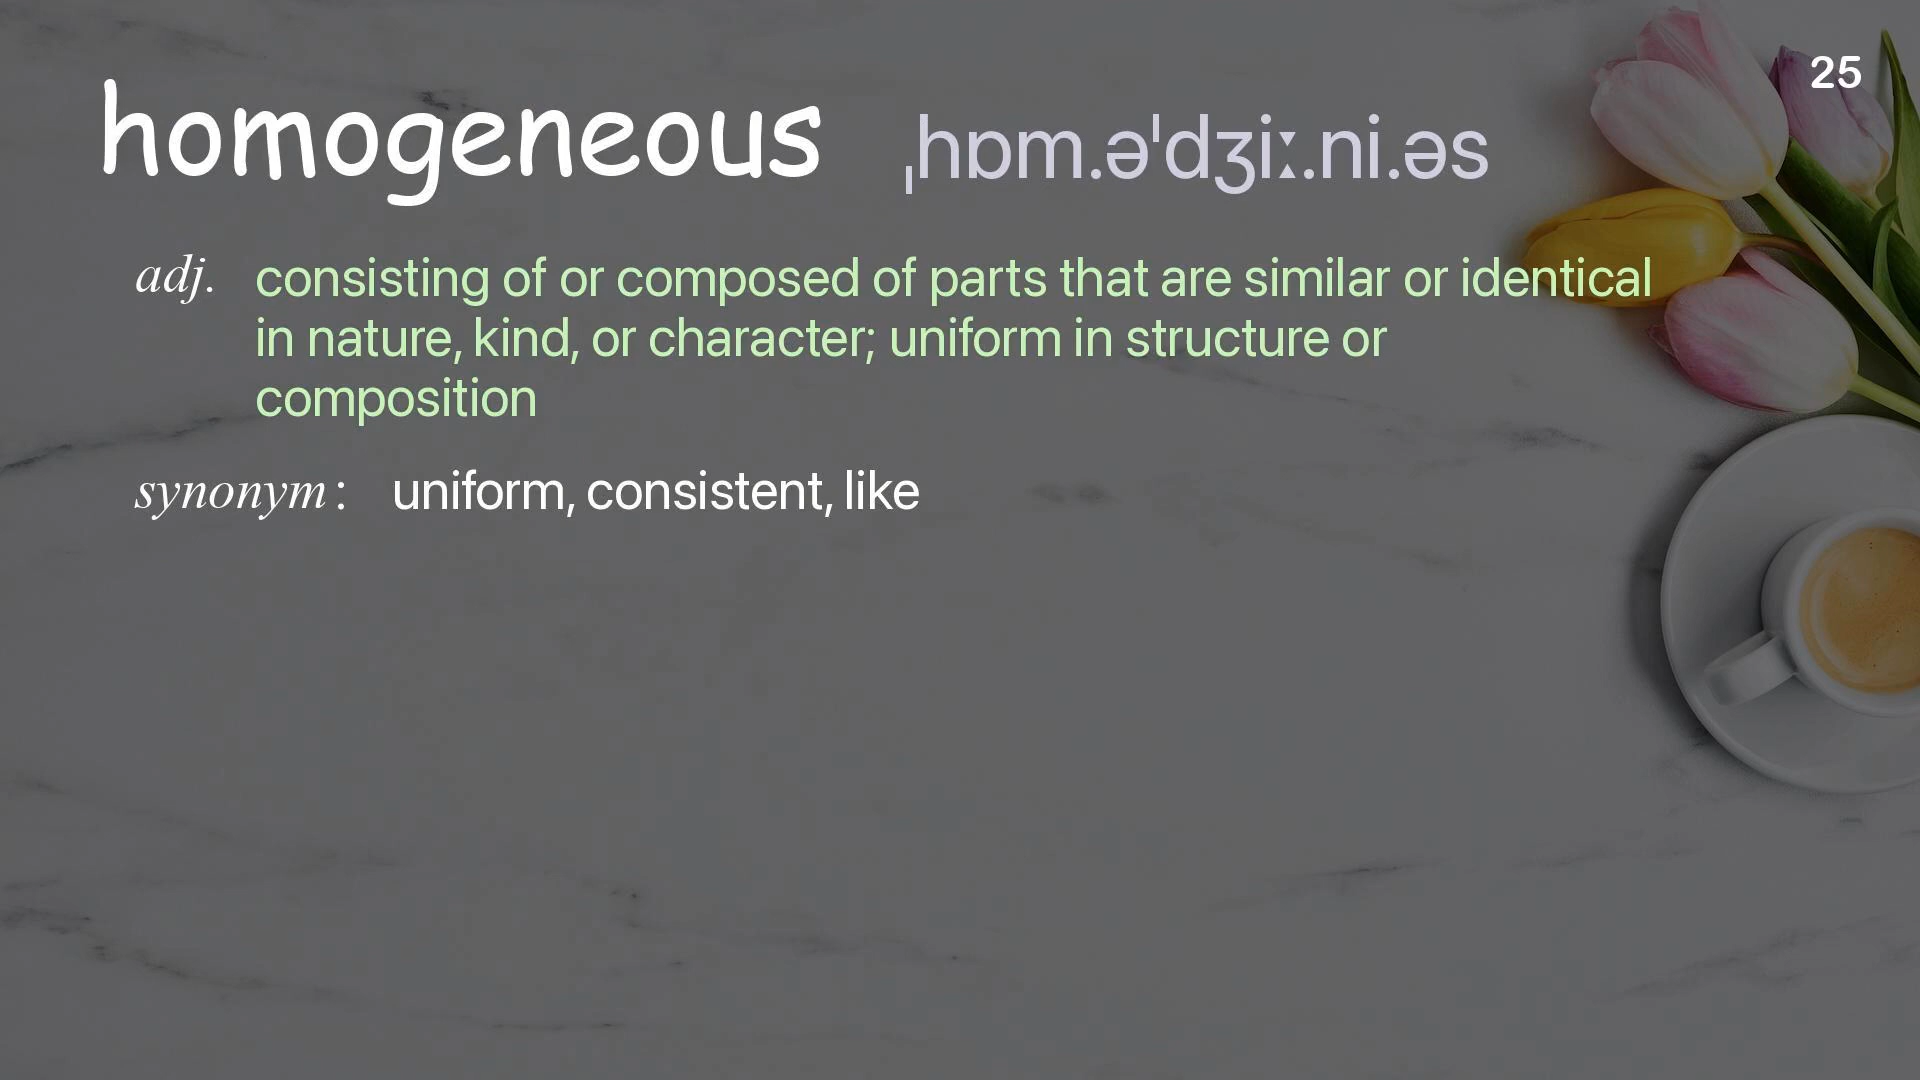 25
homogeneous ˌhɒm.əˈdʒiː.ni.əs
adj. consisting of or composed of parts that are similar or identical
in nature, kind, or character; uniform in structure or
composition
synonym: uniform, consistent, like